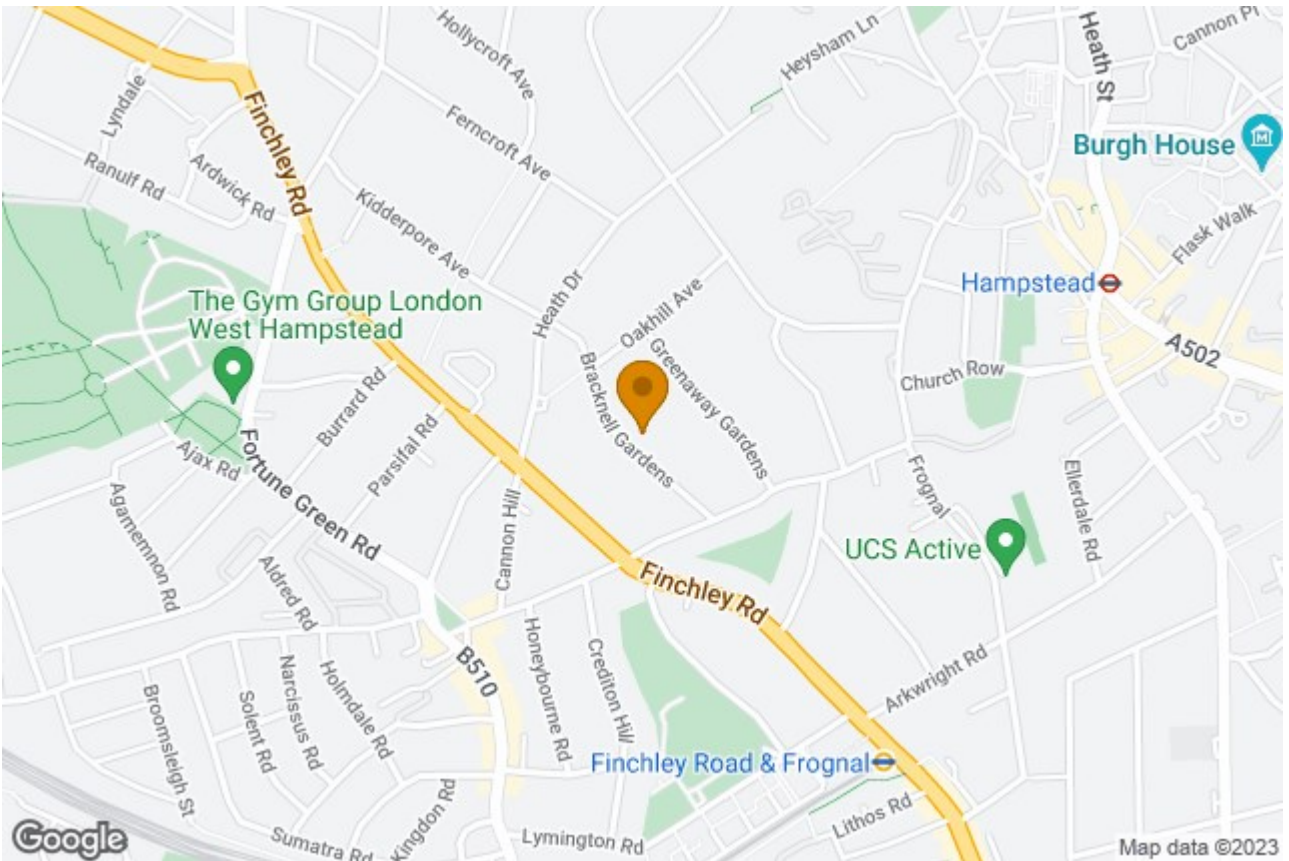 Hollycroft Ave
Heysham Ln
Heath St
Cannon Pl
Lyndale
Finchley Rd
Ferncroft Ave
Burgh House
Ranulf Rd
Ardwick Rd
Kidderpore Ave
Flask Walk
The Gym Group London
West Hampstead
Heath Dr
Oakhill Ave
Hampstead
A502
Greenaway Gardens
Church Row
Bracknell Gardens
Burrard Rd
Parsifal Rd
Ajax Rd
Fortune Green Rd
Agamemnon Rd
Cannon Hill
Frognal
Ellerdale Rd
UCS Active
Aldred Rd
Finchley Rd
Honeybourne Rd
Crediton Hill
B510
Arkwright Rd
Broomsleigh St
Solent Rd
Narcissus Rd
Holmdale Rd
Finchley Road & Frognal
Kingdon Rd
Lithos Rd
Google
Sumatra Rd
Lymington Rd
Map data ©2023